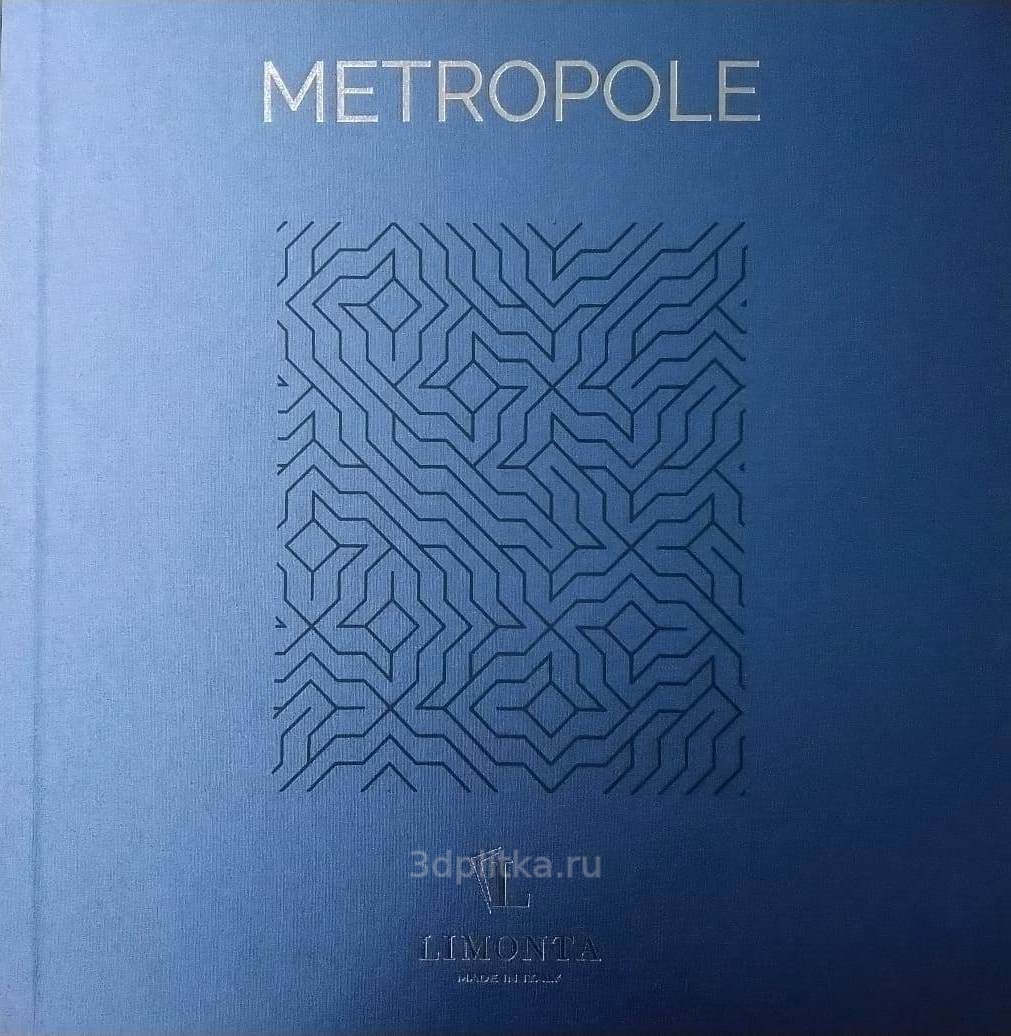 METROPOLE
3dplitka.ru
L
LIMONTA
MADE IN ITALY